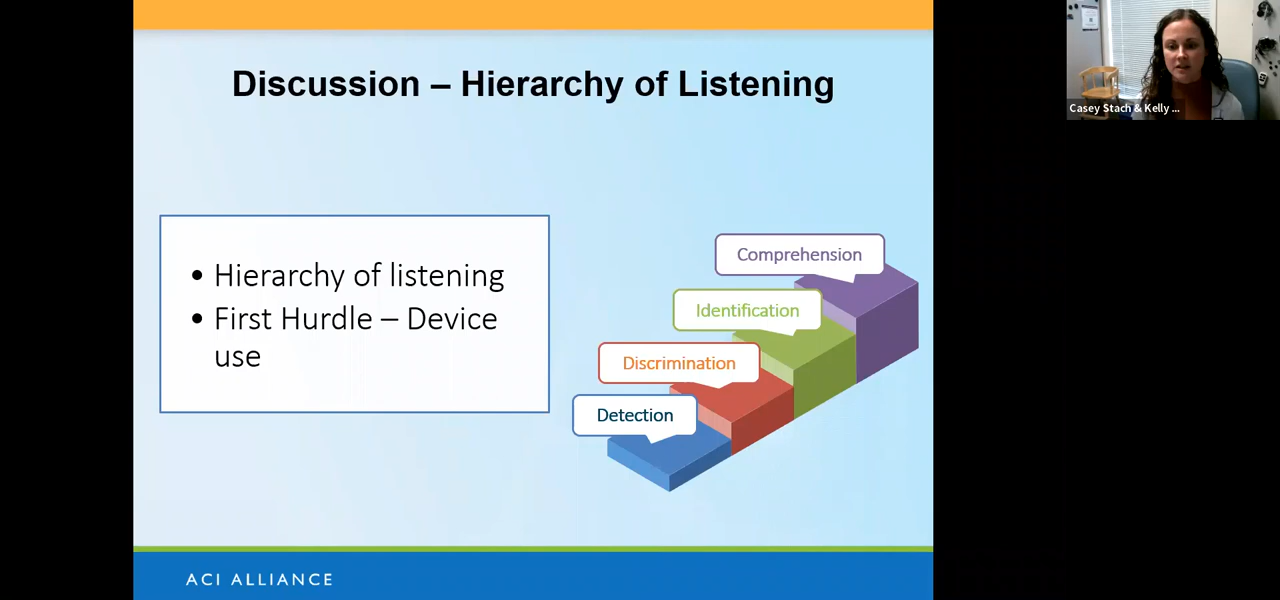 Discussion – Hierarchy of Listening
• Hierarchy of listening
• First Hurdle – Device
use
Comprehension
Identification
Discrimination
Detection
ACI ALLIANCE
Casey Stach & Kelly ...